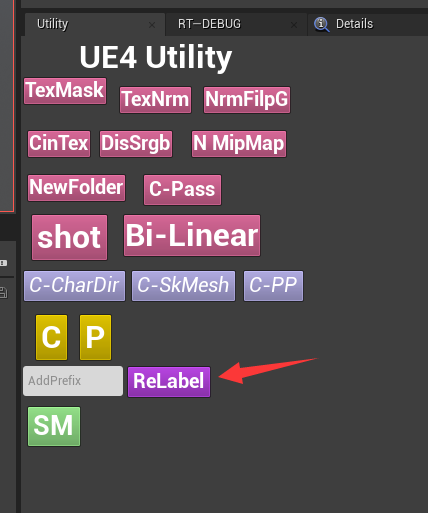 Utility
RT—DEBUG
Details
UE4 Utility
TexMask
TexNrm
NrmFilpG
CinTex
DisSrgb
N MipMap
NewFolder
C-Pass
shot
Bi-Linear
C-CharDir
C-SkMesh
C-PP
C
P
AddPrefix
ReLabel
SM